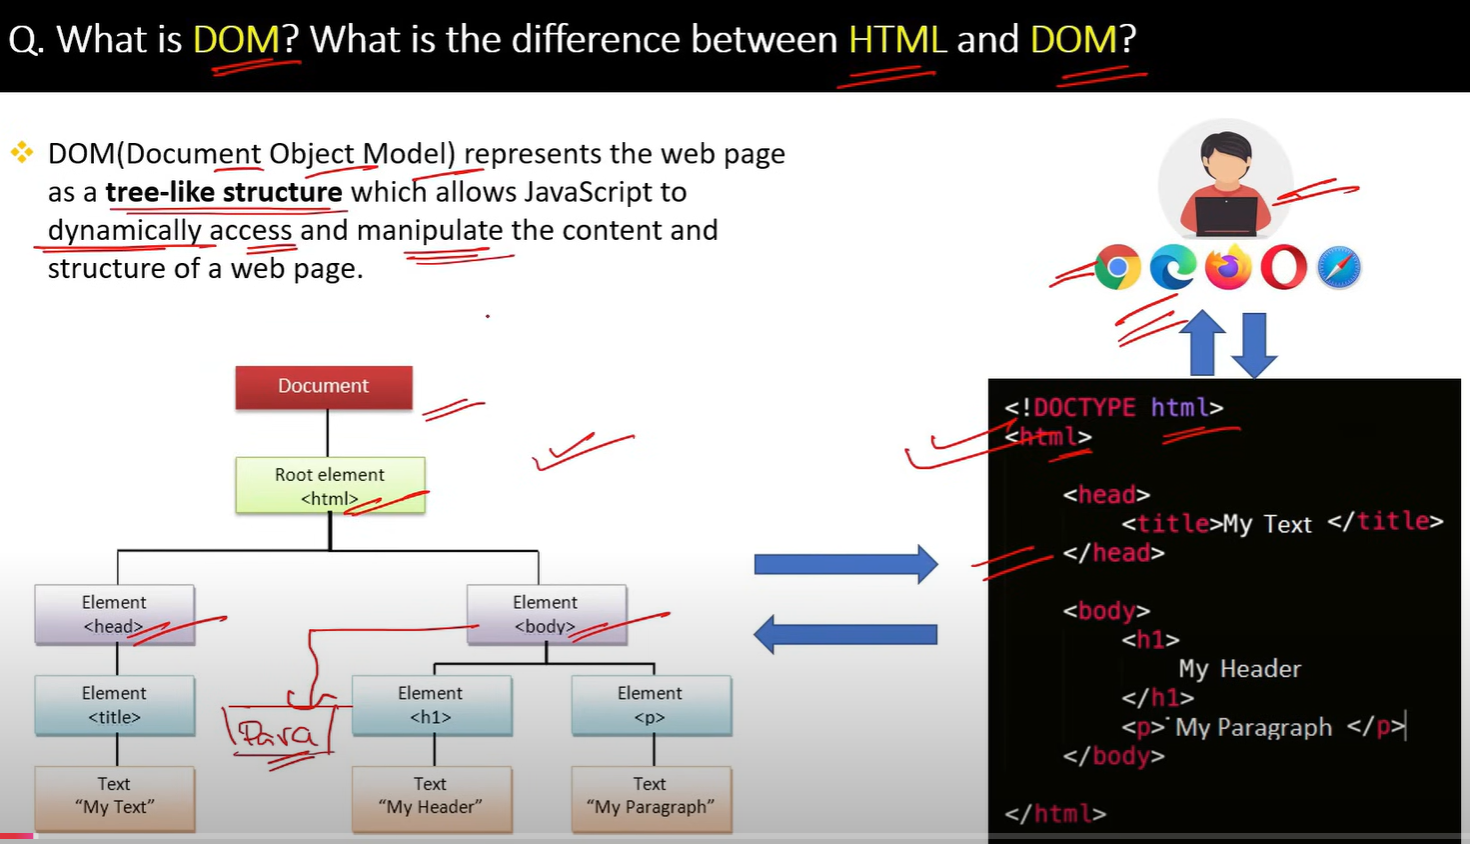 Q. What is DOM? What is the difference between HTML and DOM?
DOM(Document Object Model) represents the web page
as a tree-like structure which allows JavaScript to
dynamically access and manipulate the content and
structure of a web page.
Document
Root element
<html>
Element
<head>
Element
<body>
Element
<title>
Para
Element
<h1>
Element
<p>
Text
“My Text”
Text
“My Header”
Text
“My Paragraph”
<!DOCTYPE html>
<html>
<head>
<title>My Text </title>
</head>
<body>
<h1>
My Header
</h1>
<p> My Paragraph </p>
</body>
</html>